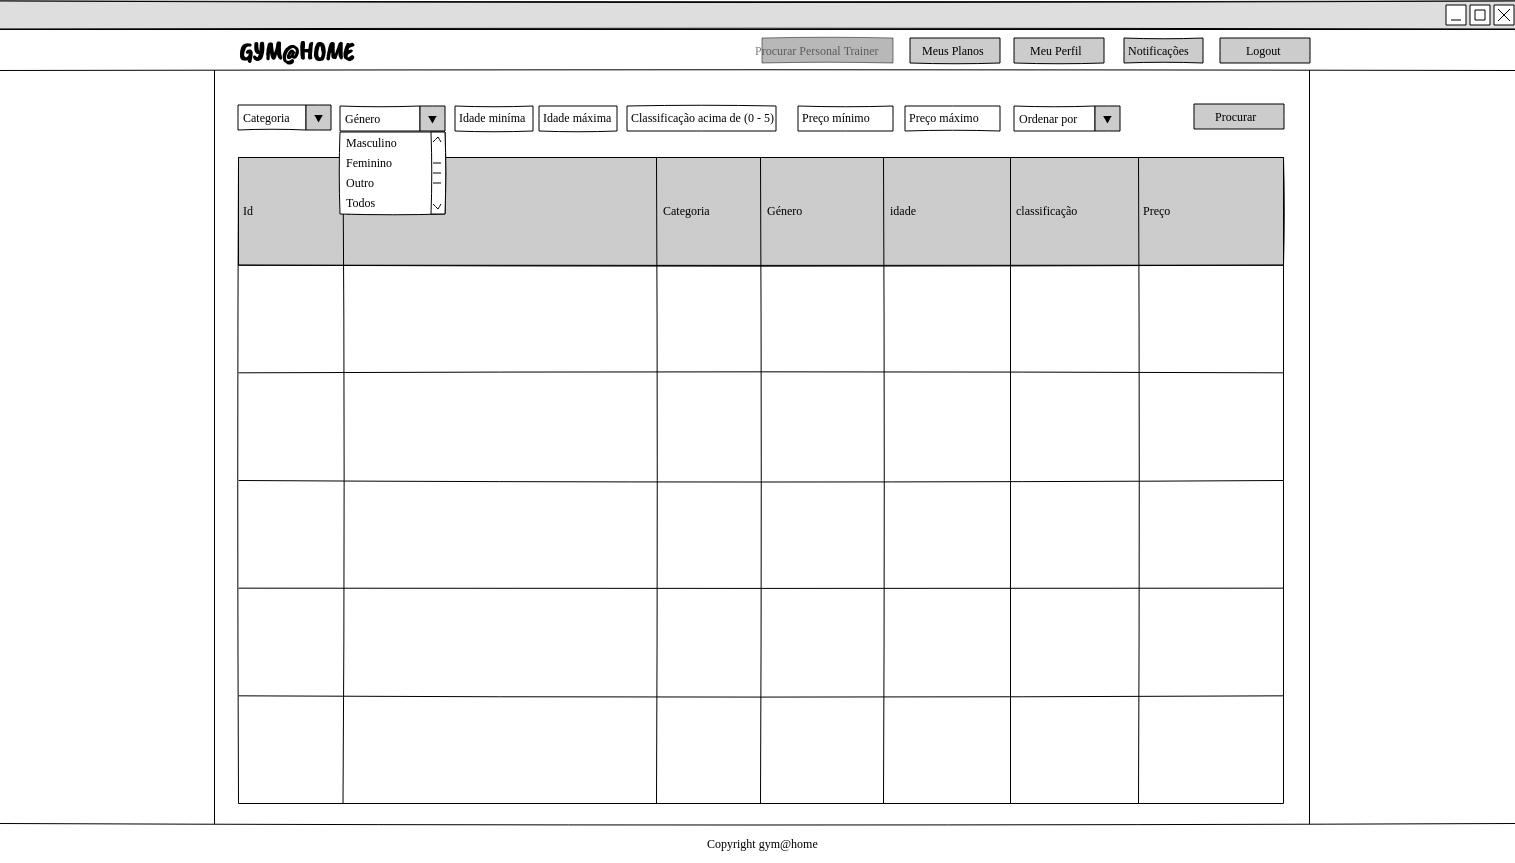 GYM@HOME
Procurar Personal Trainer
Meus Planos
Meu Perfil
Notificações
Logout
Categoria
Género
Idade miníma
Idade máxima
Classificação acima de (0 - 5)
Preço mínimo
Preço máximo
Ordenar por
Procurar
Masculino
Feminino
Outro
Todos
Id
Categoria
Género
idade
classificação
Preço
Copyright gym@home